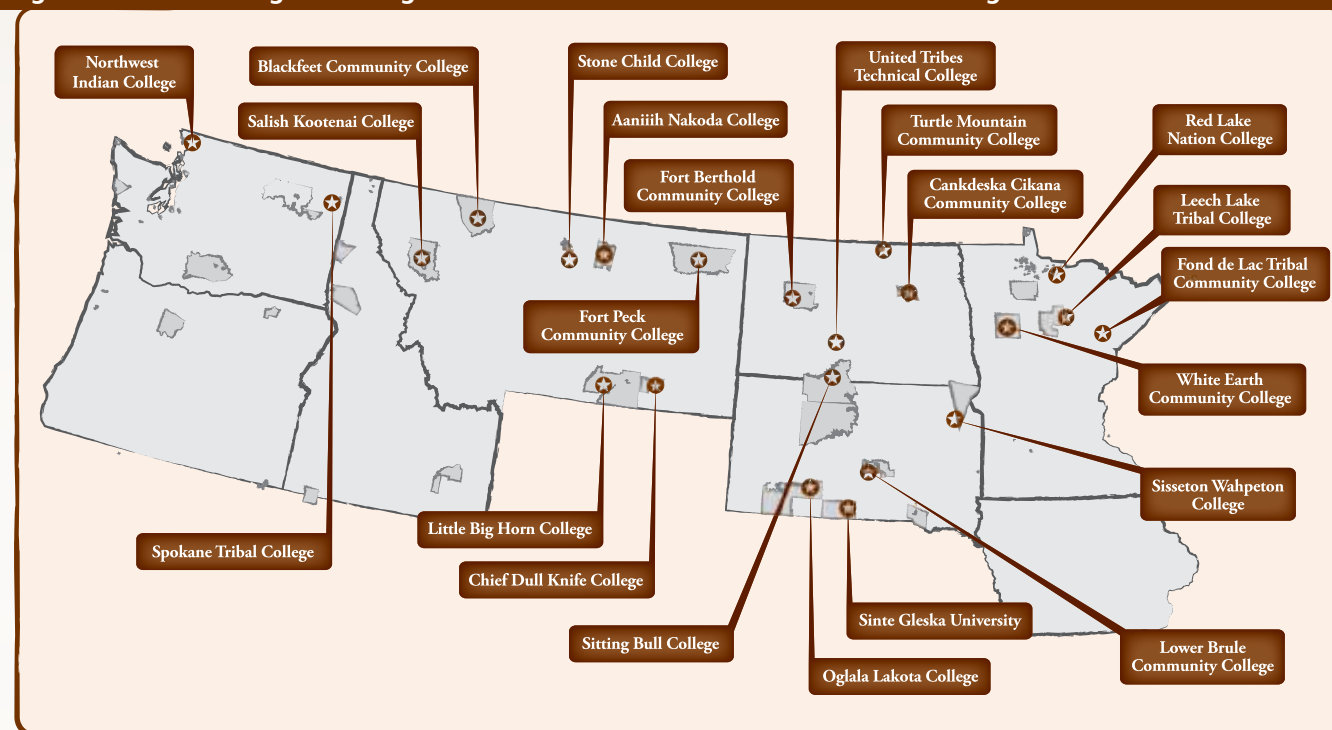 Northwest
Indian College
Blackfeet Community College
Stone Child College
United Tribes
Technical College
Salish Kootenai College
Aaniiih Nakoda College
Turtle Mountain
Community College
Red Lake
Nation College
Fort Berthold
Community College
Cankdeska Cikana
Community College
Leech Lake
Tribal College
Fond de Lac Tribal
Community College
Fort Peck
Community College
White Earth
Community College
Sisseton Wahpeton
College
Little Big Horn College
Spokane Tribal College
Chief Dull Knife College
Sinte Gleska University
Sitting Bull College
Lower Brule
Community College
Oglala Lakota College